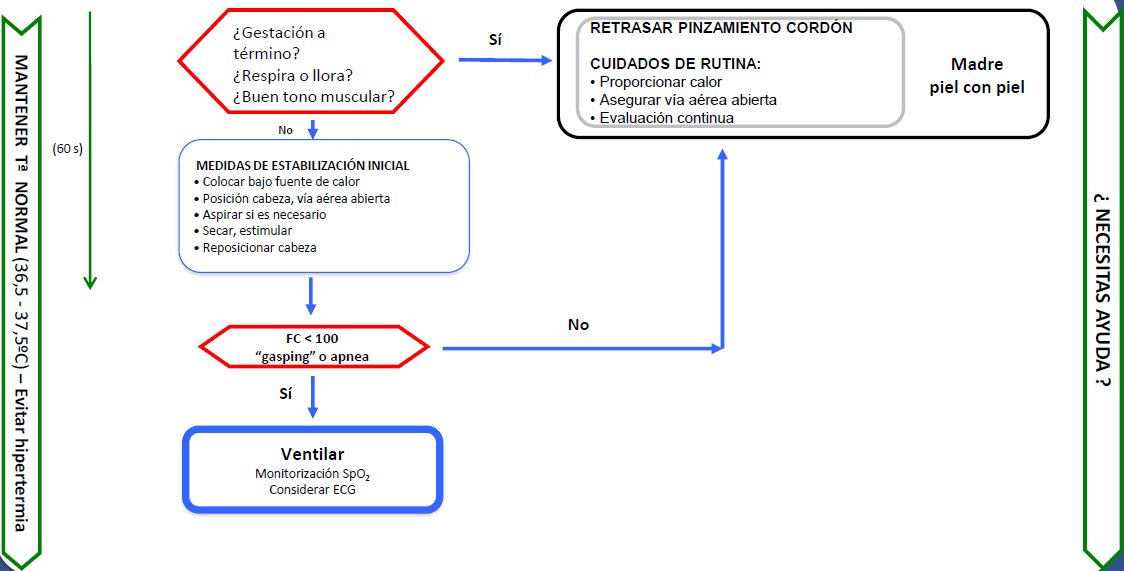 ¿Gestación a
término?
¿Respira o llora?
¿Buen tono muscular?
Sí
RETRASAR PINZAMIENTO CORDÓN
CUIDADOS DE RUTINA:
• Proporcionar calor
• Asegurar vía aérea abierta
• Evaluación continua
Madre
piel con piel
No
(60 s)
MEDIDAS DE ESTABILIZACIÓN INICIAL
• Colocar bajo fuente de calor
• Posición cabeza, vía aérea abierta
• Aspirar si es necesario
• Secar, estimular
• Reposicionar cabeza
FC < 100
“gasping” o apnea
No
Sí
Ventilar
Monitorización SpO₂
Considerar ECG
MANTENER Tª NORMAL (36,5 - 37,5ºC) – Evitar hipertermia
¿ NECESITAS AYUDA ?